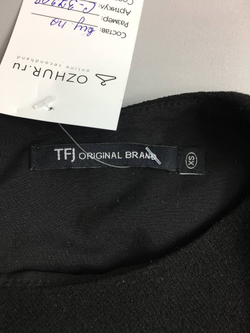 Состав:
Размер:
Артикул:
OZHUR.ru
online secondhand
TFJ ORIGINAL BRAND
XS